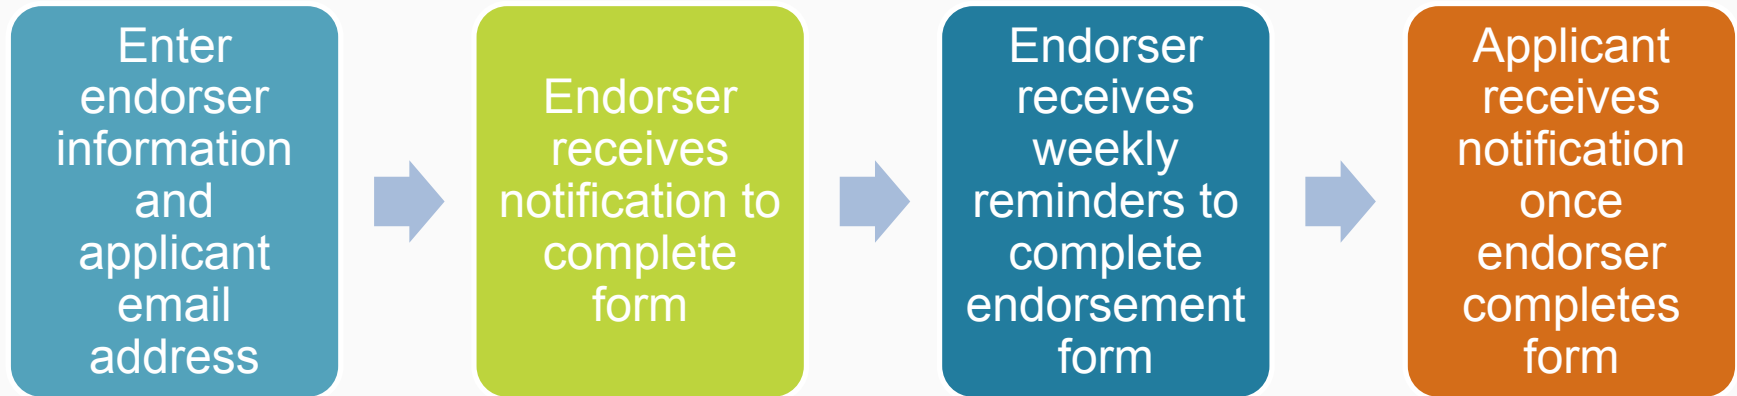 Enter
endorser
information
and
applicant
email
address
Endorser
receives
notification to
complete
form
Endorser
receives
weekly
reminders to
complete
endorsement
form
Applicant
receives
notification
once
endorser
completes
form